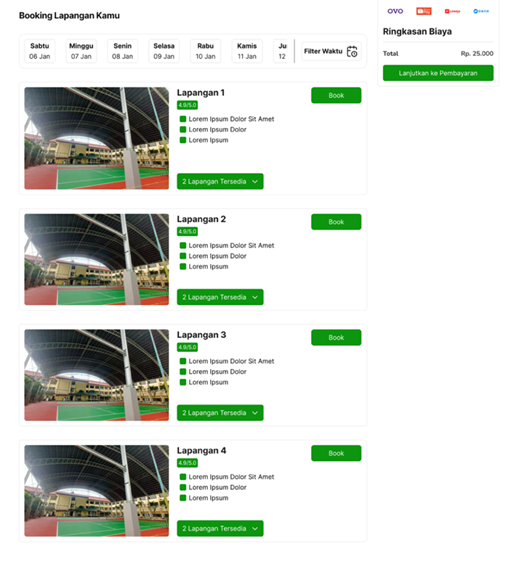 Booking Lapangan Kamu
Sabtu
06 Jan
Minggu
07 Jan
Senin
08 Jan
Selasa
09 Jan
Rabu
10 Jan
Kamis
11 Jan
Ju
12
Filter Waktu
OVO
Ringkasan Biaya
Total
Rp. 25.000
Lanjutkan ke Pembayaran
Lapangan 1
Book
4.9/5.0
Lorem Ipsum Dolor Sit Amet
Lorem Ipsum Dolor
Lorem Ipsum
2 Lapangan Tersedia
Lapangan 2
Book
4.9/5.0
Lorem Ipsum Dolor Sit Amet
Lorem Ipsum Dolor
Lorem Ipsum
2 Lapangan Tersedia
Lapangan 3
Book
4.9/5.0
Lorem Ipsum Dolor Sit Amet
Lorem Ipsum Dolor
Lorem Ipsum
2 Lapangan Tersedia
Lapangan 4
Book
4.9/5.0
Lorem Ipsum Dolor Sit Amet
Lorem Ipsum Dolor
Lorem Ipsum
2 Lapangan Tersedia